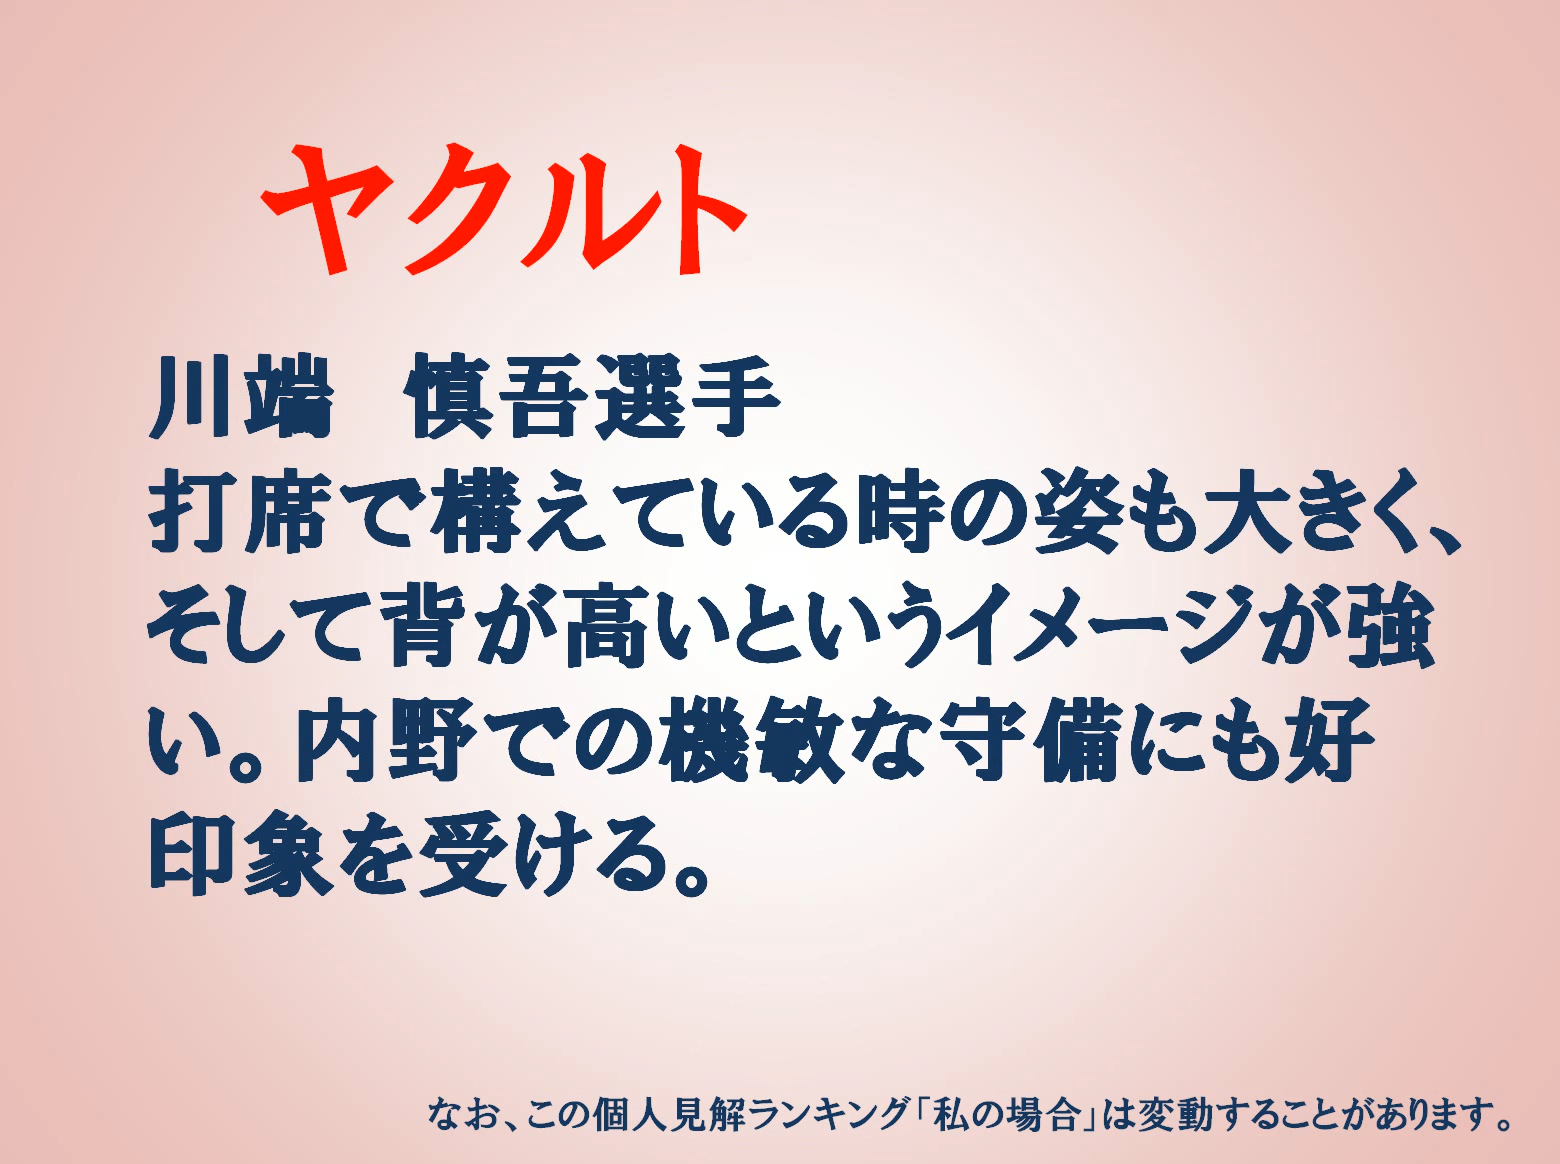 ヤクルト
川端　慎吾選手
打席で構えている時の姿も大きく、
そして背が高いというイメージが強
い。内野での機敏な守備にも好
印象を受ける。
なお、この個人見解ランキング「私の場合」は変動することがあります。